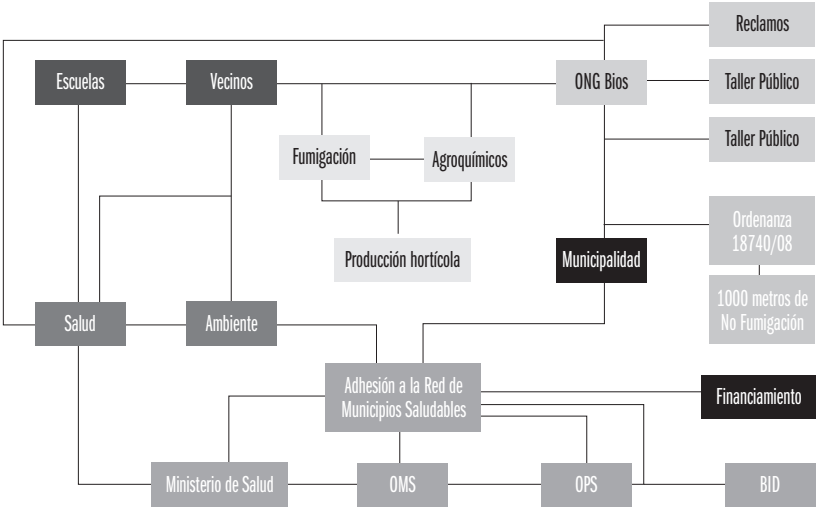 Reclamos
Escuelas
Vecinos
ONG Bios
Taller Público
Taller Público
Fumigación
Agroquímicos
Ordenanza
18740/08
Producción hortícola
Municipalidad
1000 metros de
No Fumigación
Salud
Ambiente
Adhesión a la Red de
Municipios Saludables
Financiamiento
Ministerio de Salud
OMS
OPS
BID